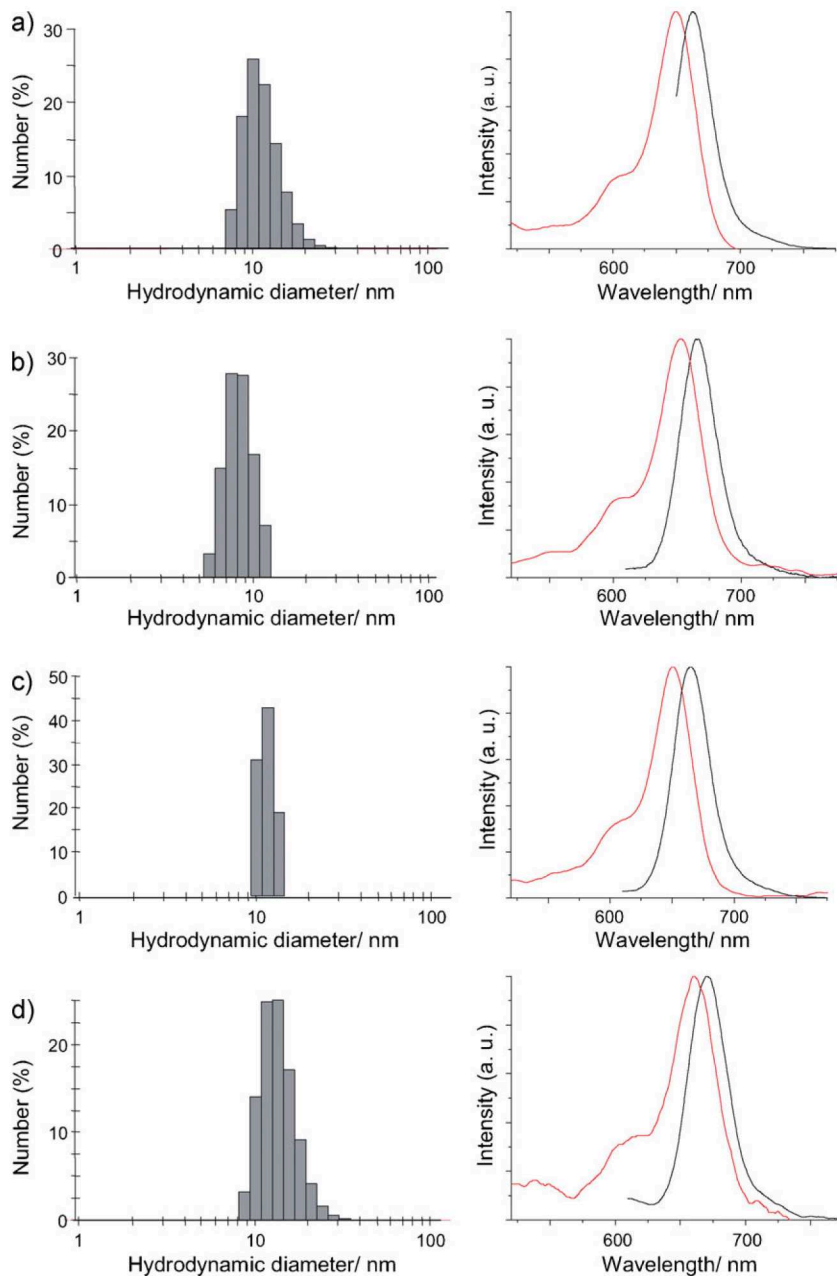 a)
Number (%)
30
20
10
0
1
10
100
Hydrodynamic diameter/ nm
Intensity (a. u.)
600
700
Wavelength/ nm
b)
Number (%)
30
20
10
0
1
10
100
Hydrodynamic diameter/ nm
Intensity (a. u.)
600
700
Wavelength/ nm
c)
Number (%)
50
40
30
20
10
0
1
10
100
Hydrodynamic diameter/ nm
Intensity (a. u.)
600
700
Wavelength/ nm
d)
Number (%)
20
10
0
1
10
100
Hydrodynamic diameter/ nm
Intensity (a. u.)
600
700
Wavelength/ nm